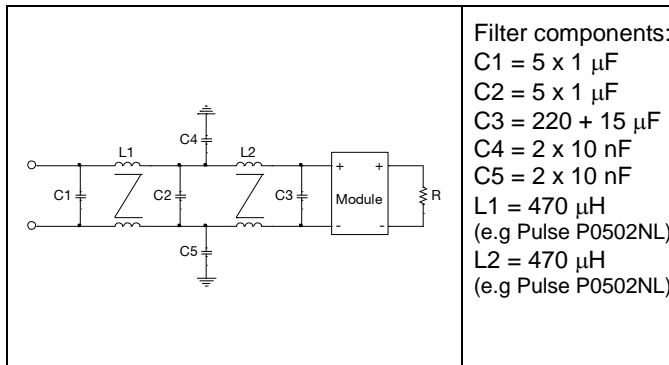 C4
L1
L2
C1
C2
C3
+
+
Module
-
-
R
C5
Filter components:
C1 = 5 x 1 μF
C2 = 5 x 1 μF
C3 = 220 + 15 μF
C4 = 2 x 10 nF
C5 = 2 x 10 nF
L1 = 470 μH
(e.g Pulse P0502NL)
L2 = 470 μH
(e.g Pulse P0502NL)